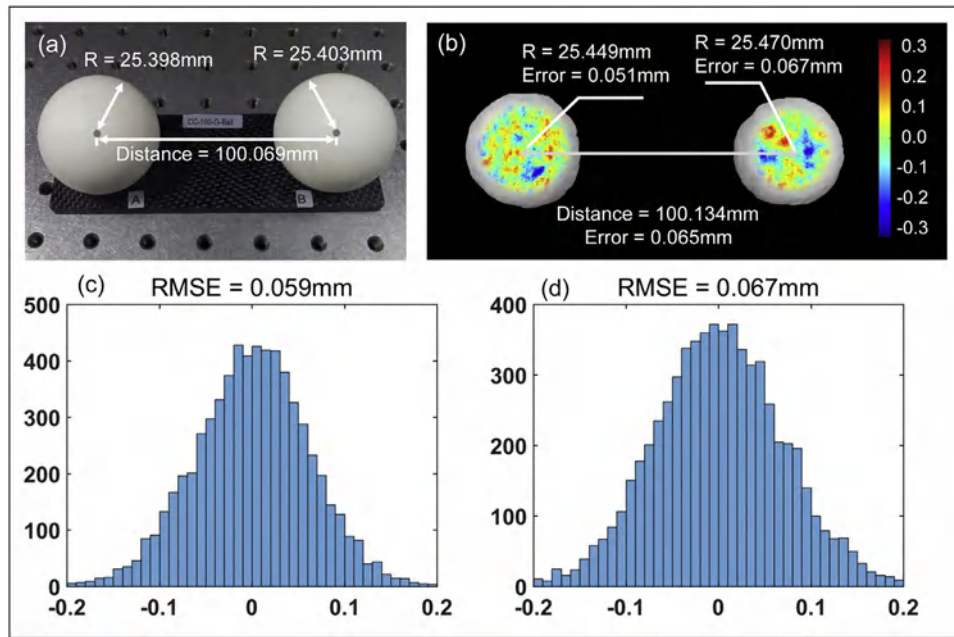 (a)
R = 25.398mm
R = 25.403mm
CC-100-G-Ball
Distance = 100.069mm
A
B
(b)
R = 25.449mm
Error = 0.051mm
R = 25.470mm
Error = 0.067mm
Distance = 100.134mm
Error = 0.065mm
0.3
0.2
0.1
0.0
-0.1
-0.2
-0.3
(c)
RMSE = 0.059mm
500
400
300
200
100
0
-0.2
-0.1
0
0.1
0.2
(d)
RMSE = 0.067mm
400
300
200
100
0
-0.2
-0.1
0
0.1
0.2